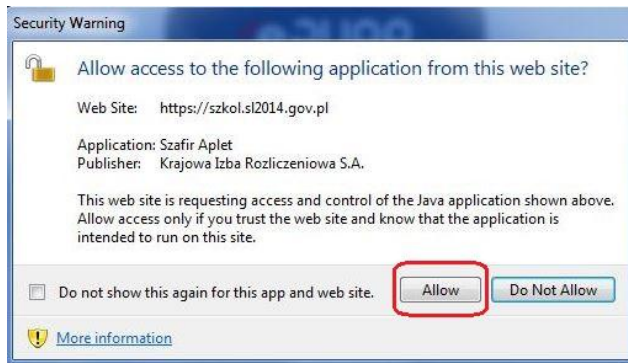 Security Warning
Allow access to the following application from this web site?
Web Site: https://szkol.sl2014.gov.pl
Application: Szafir Aplet
Publisher: Krajowa Izba Rozliczeniowa S.A.
This web site is requesting access and control of the Java application shown above.
Allow access only if you trust the web site and know that the application is
intended to run on this site.
Do not show this again for this app and web site.
Allow
Do Not Allow
More information